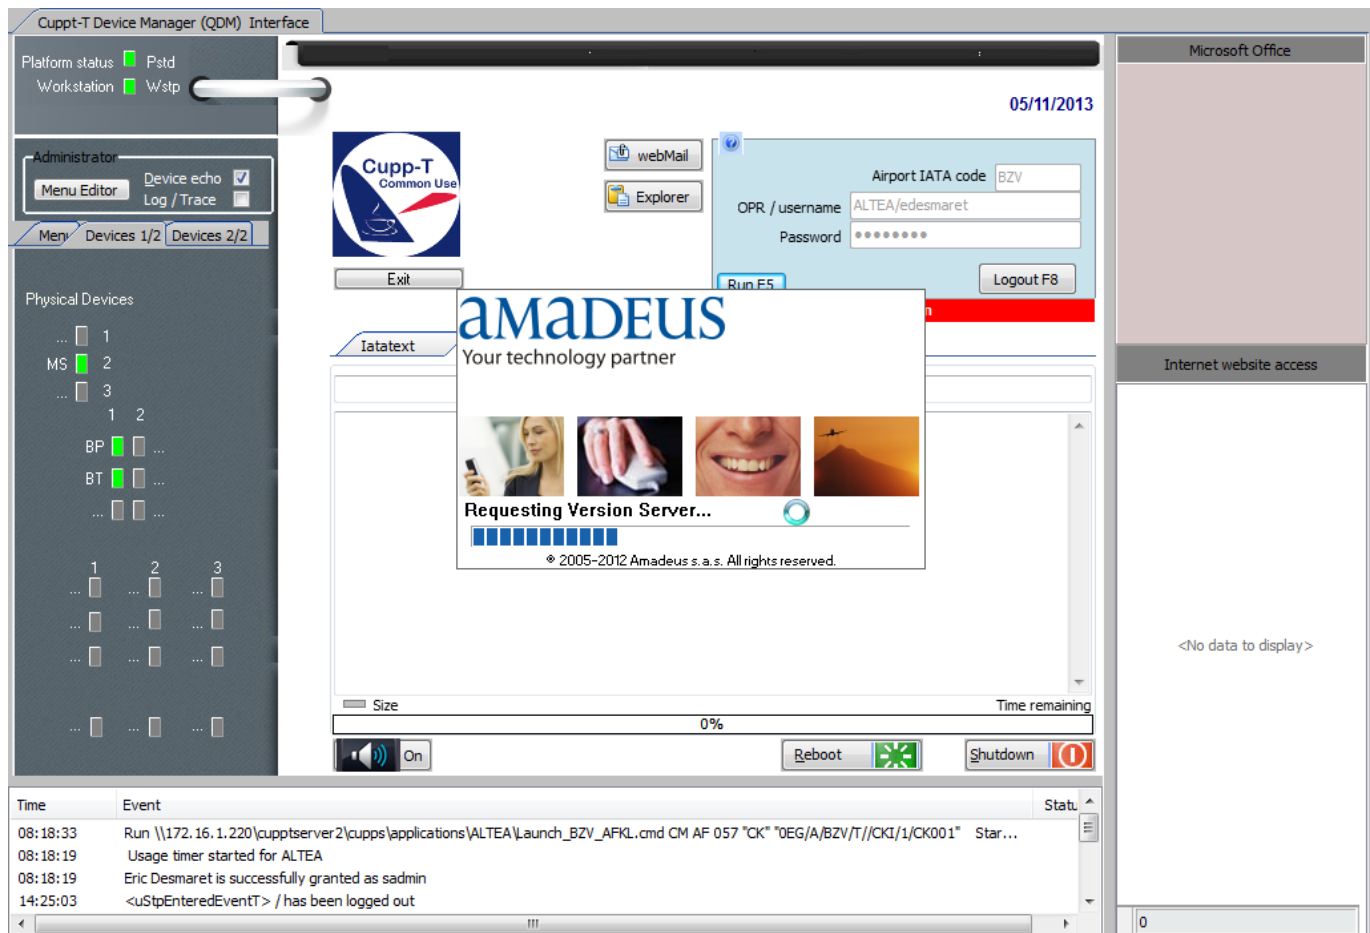 Cuppt-T Device Manager (QDM) Interface
Platform status Pstd
Workstation Wstp
05/11/2013
Microsoft Office
Administrator
Menu Editor
Device echo
Log / Trace
Menu Devices 1/2 Devices 2/2
Cupp-T
Common Use
Exit
webMail
Explorer
Airport IATA code BZV
OPR / username ALTEA/edesmaret
Password ●●●●●●●●
Run F5
Logout F8
Physical Devices
... 1
MS 2
... 3
1 2
BP ...
BT ...
... ...
1 2 3
... ... ...
... ... ...
... ... ...
... ... ...
Iatatext
amadeus
Your technology partner
Requesting Version Server...
© 2005-2012 Amadeus s.a.s. All rights reserved.
Internet website access
<No data to display>
Size
Time remaining
0%
On
Reboot
Shutdown
Time Event Statu
08:18:33 Run \\172.16.1.220\cupptserver2\cupps\applications\ALTEA\Launch_BZV_AFKL.cmd CM AF 057 "CK" "0EG/A/BZV/T//CKI/1/CK001" Star...
08:18:19 Usage timer started for ALTEA
08:18:19 Eric Desmaret is successfully granted as sadmin
14:25:03 <uStpEnteredEventT> / has been logged out
0